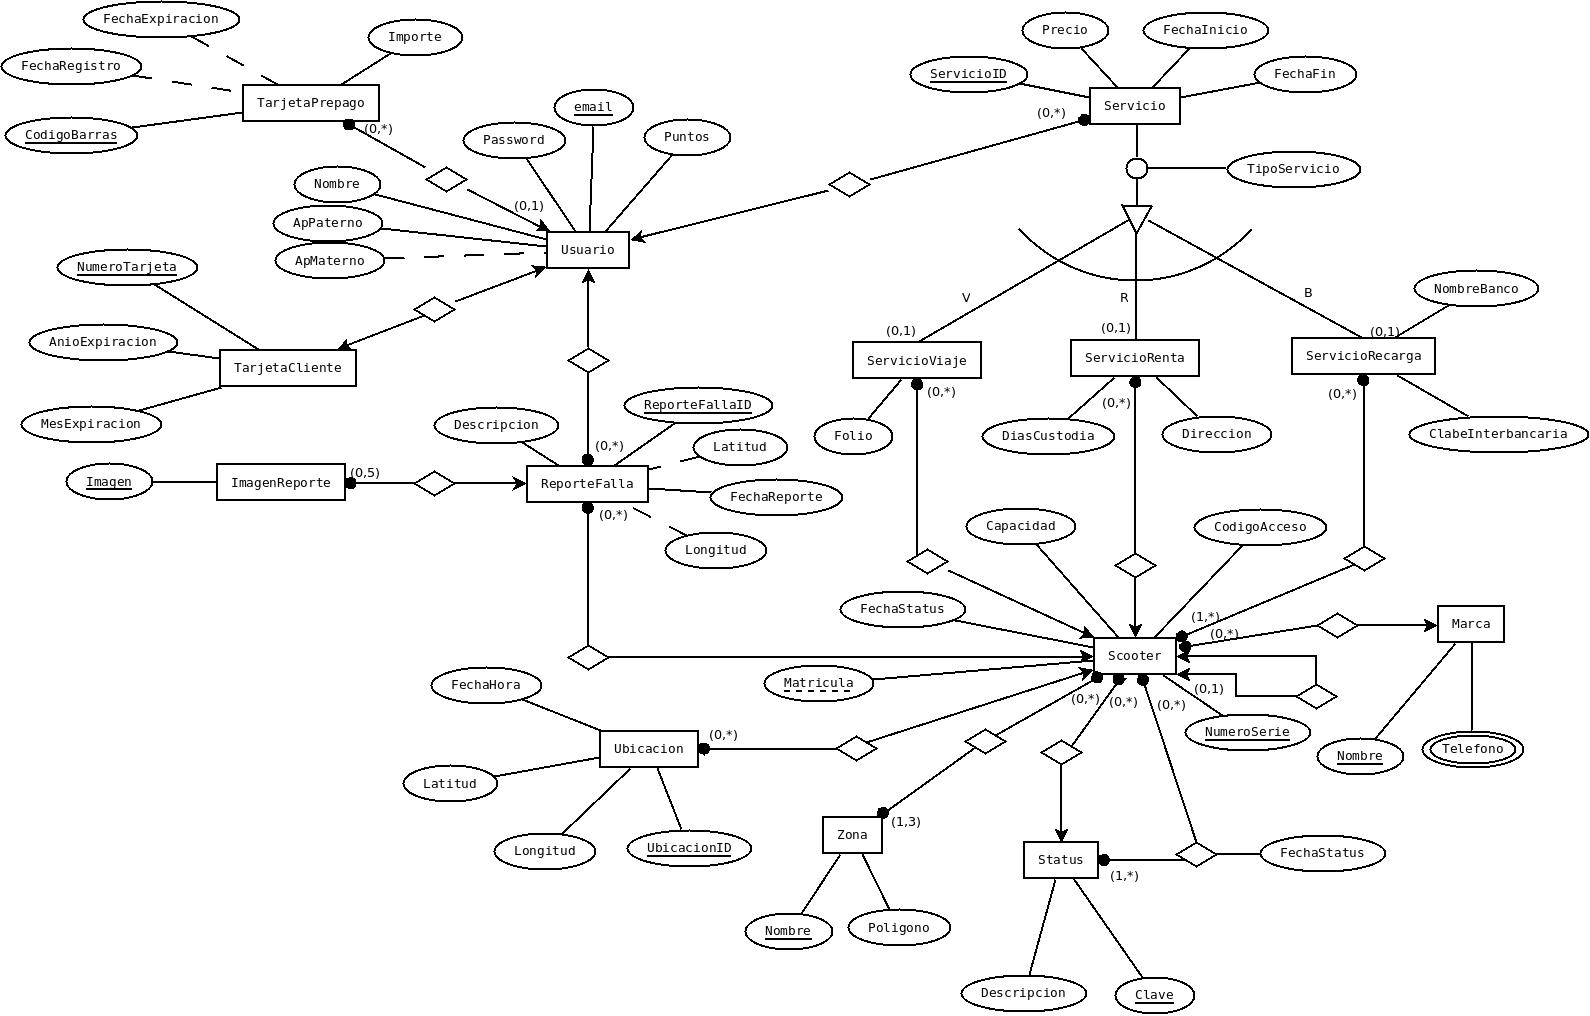 FechaExpiracion
FechaRegistro
Importe
TarjetaPrepago
CodigoBarras
(0,*)
email
Password
Puntos
Nombre
ApPaterno
ApMaterno
(0,1)
Usuario
Precio
FechaInicio
ServicioID
FechaFin
Servicio
(0,*)
TipoServicio
NumeroTarjeta
AnioExpiracion
TarjetaCliente
MesExpiracion
V
R
B
NombreBanco
(0,1)
(0,1)
(0,1)
ServicioViaje
ServicioRenta
ServicioRecarga
(0,*)
(0,*)
(0,*)
Folio
DiasCustodia
Direccion
ClabeInterbancaria
Descripcion
ReporteFallaID
(0,*)
Latitud
Imagen
ImagenReporte
(0,5)
ReporteFalla
FechaReporte
(0,*)
Longitud
Capacidad
CodigoAcceso
FechaStatus
(1,*)
(0,*)
Marca
Scooter
Matricula
FechaHora
(0,*)
(0,*)
(0,*)
(0,1)
NumeroSerie
Nombre
Telefono
Ubicacion
(0,*)
Latitud
Longitud
UbicacionID
Zona
(1,3)
Status
(1,*)
FechaStatus
Nombre
Poligono
Descripcion
Clave